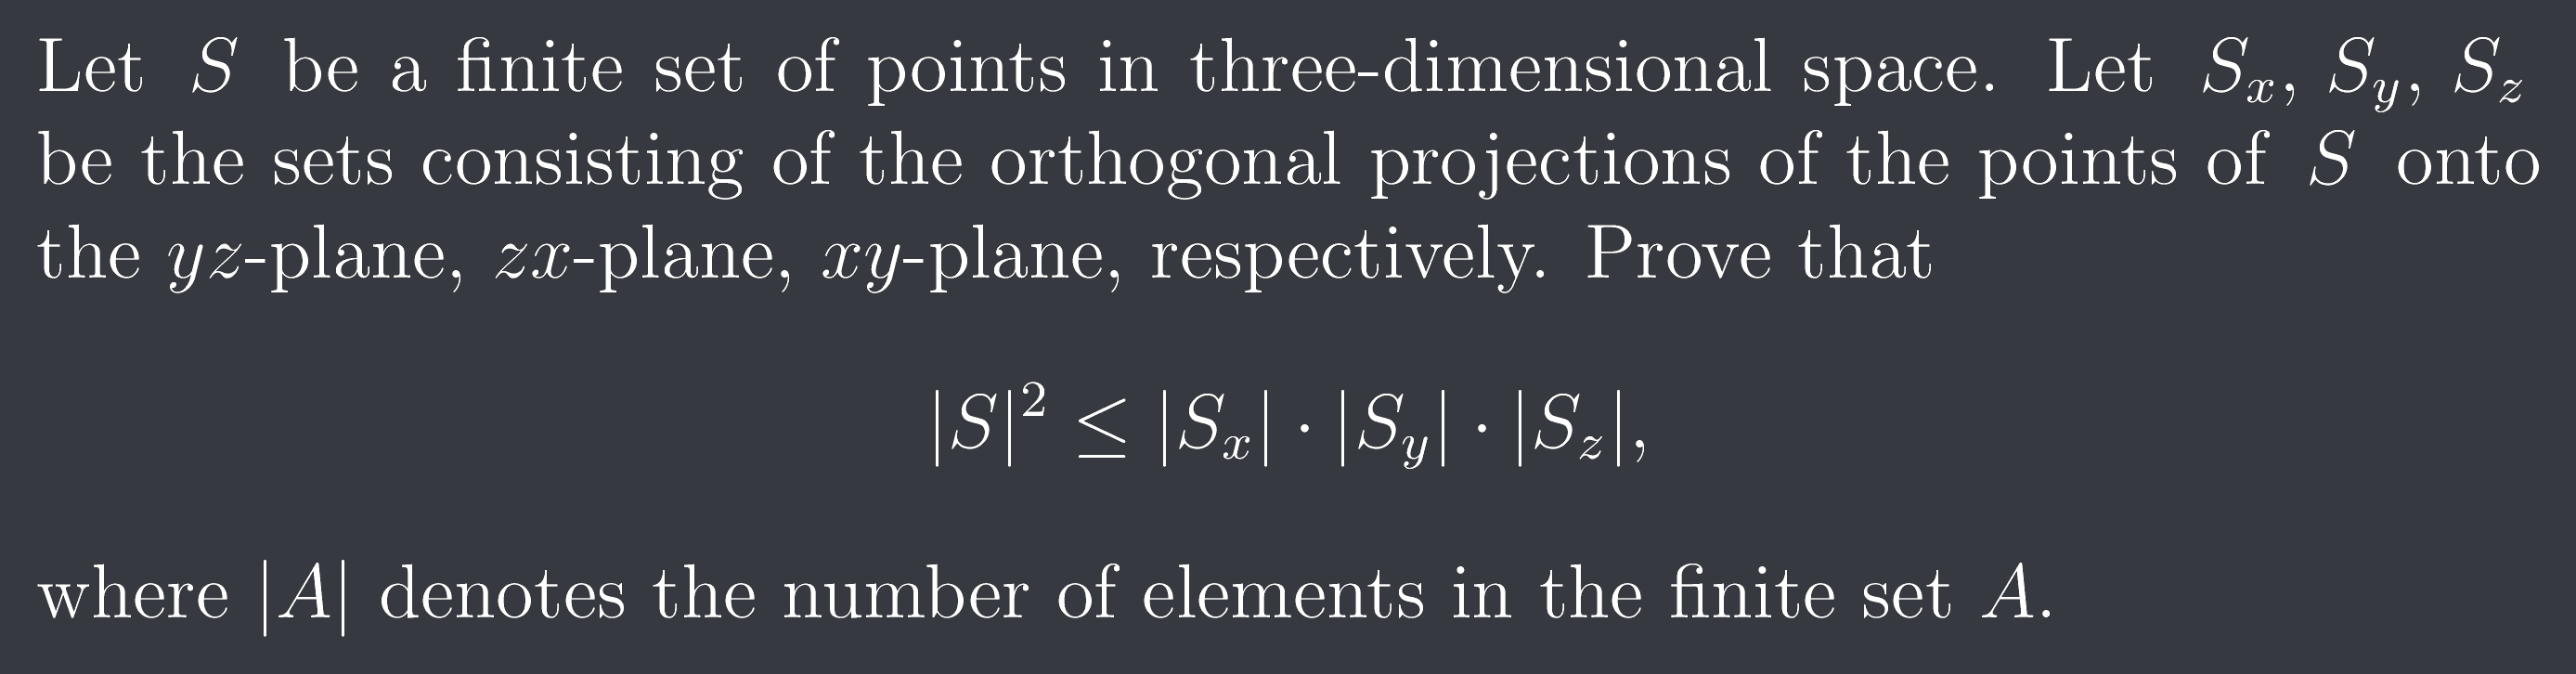 Let S be a finite set of points in three-dimensional space. Let S_x, S_y, S_z
be the sets consisting of the orthogonal projections of the points of S onto
the yz-plane, zx-plane, xy-plane, respectively. Prove that
|S|² ≤ |S_x| · |S_y| · |S_z|,
where |A| denotes the number of elements in the finite set A.